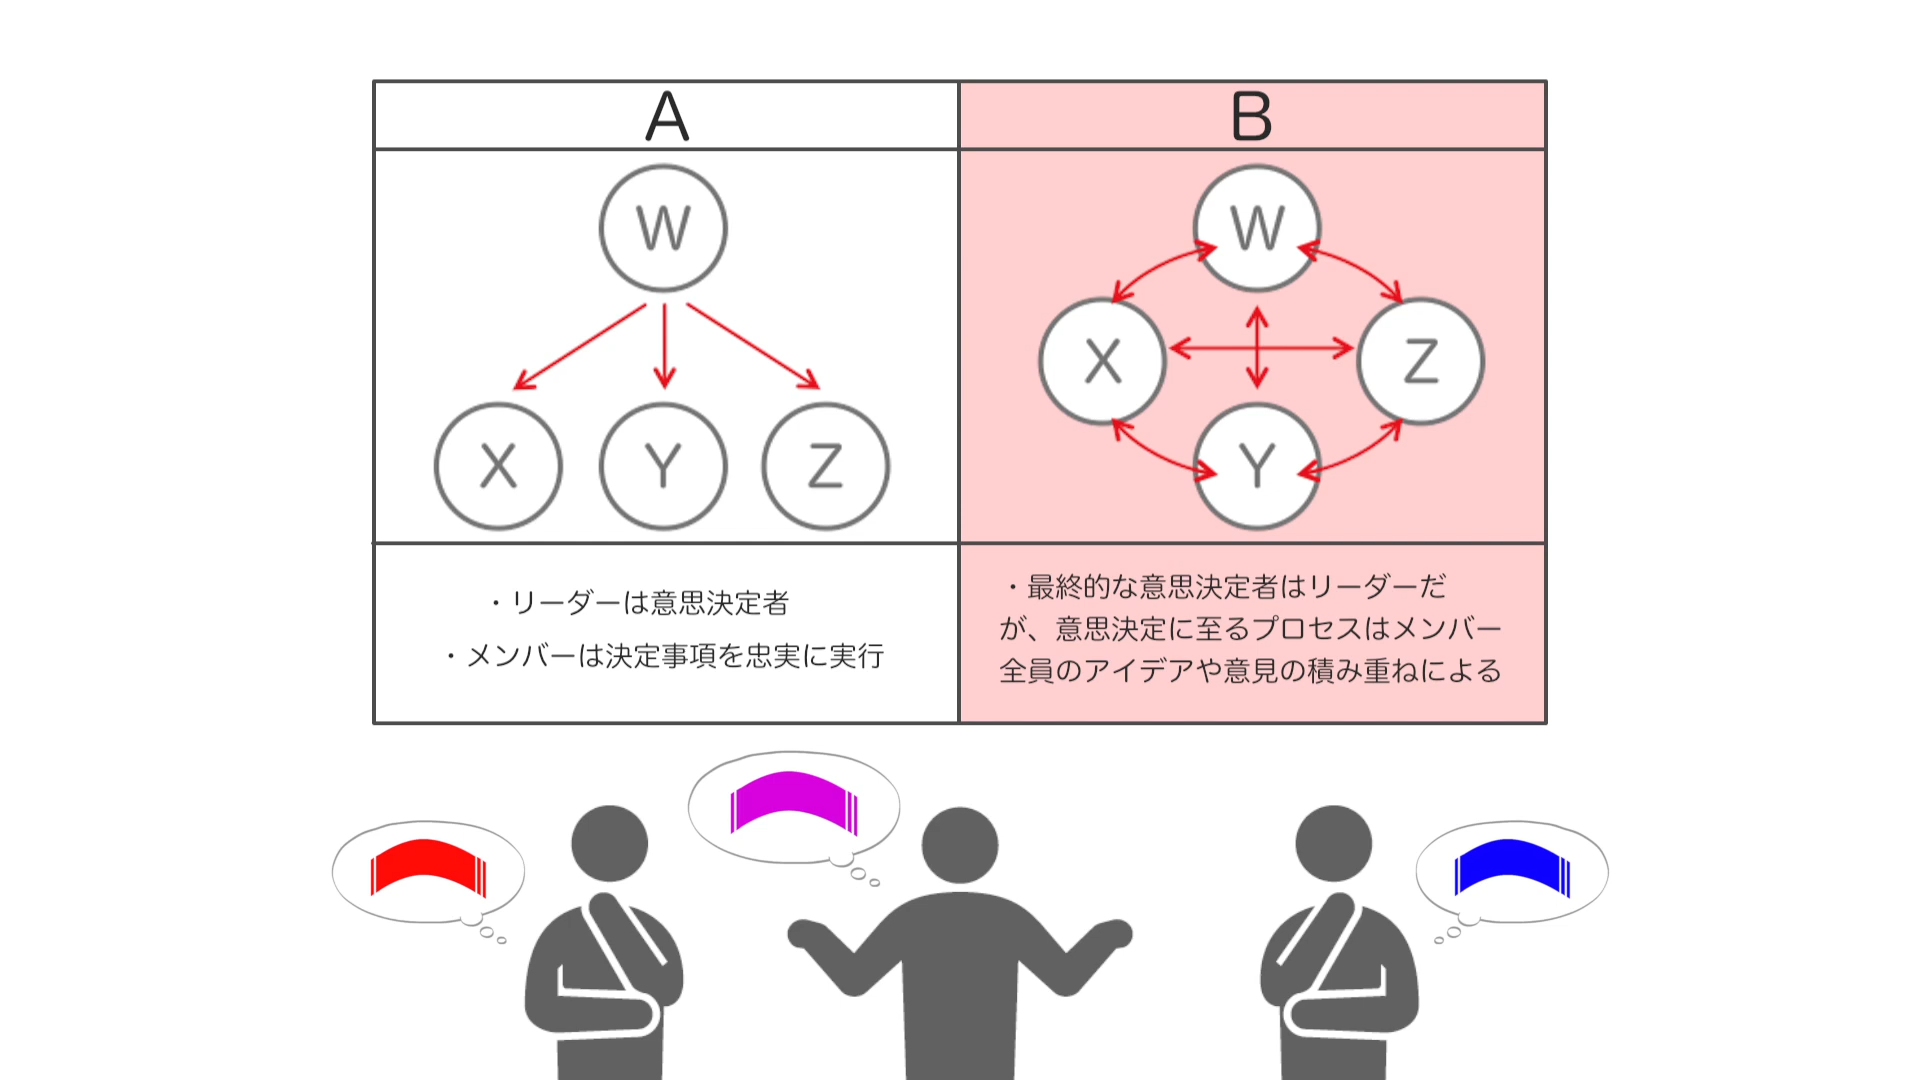 A
B
W
X
Y
Z
W
X
Z
Y
・リーダーは意思決定者
・メンバーは決定事項を忠実に実行
・最終的な意思決定者はリーダーだ
が、意思決定に至るプロセスはメンバー
全員のアイデアや意見の積み重ねによる